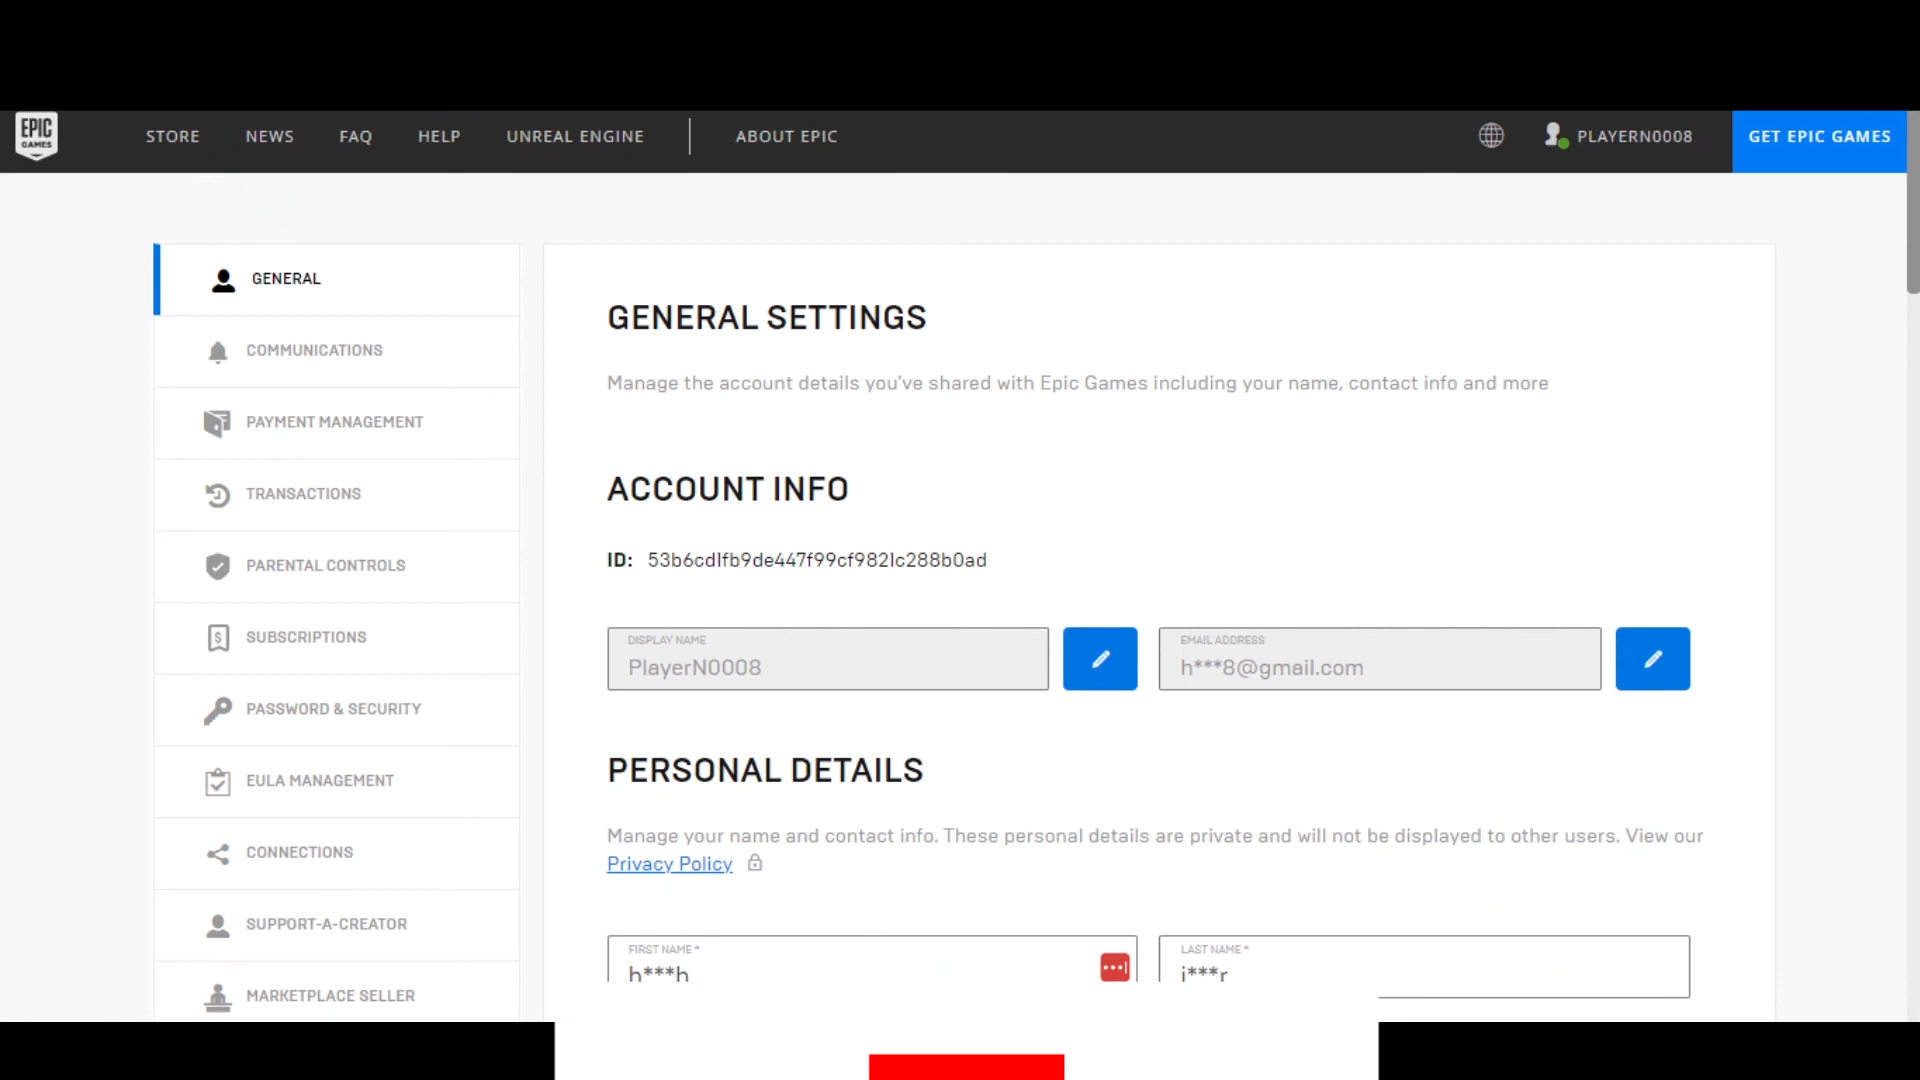 EPIC
GAMES
STORE
NEWS
FAQ
HELP
UNREAL ENGINE
ABOUT EPIC
PLAYERN0008
GET EPIC GAMES
GENERAL
COMMUNICATIONS
PAYMENT MANAGEMENT
TRANSACTIONS
PARENTAL CONTROLS
SUBSCRIPTIONS
PASSWORD & SECURITY
EULA MANAGEMENT
CONNECTIONS
SUPPORT-A-CREATOR
MARKETPLACE SELLER
GENERAL SETTINGS
Manage the account details you've shared with Epic Games including your name, contact info and more
ACCOUNT INFO
ID: 53b6cd1fb9de447f99cf9821c288b0ad
DISPLAY NAME
PlayerN0008
EMAIL ADDRESS
h***8@gmail.com
PERSONAL DETAILS
Manage your name and contact info. These personal details are private and will not be displayed to other users. View our
Privacy Policy
FIRST NAME *
h***h
LAST NAME *
i***r